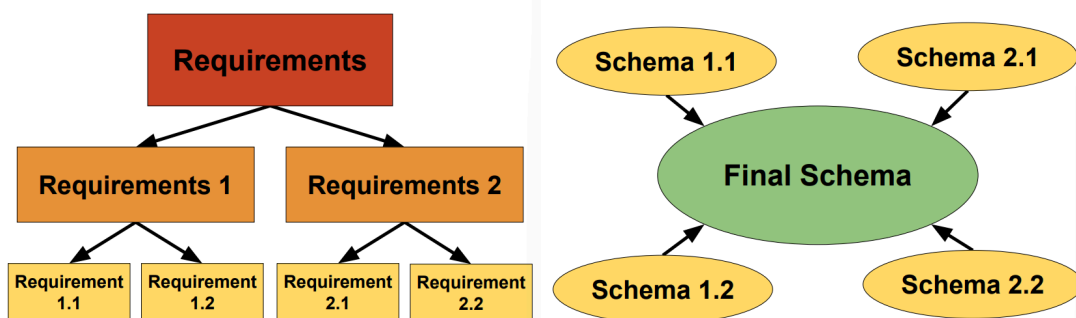 Requirements
Requirements 1
Requirements 2
Requirement
1.1
Requirement
1.2
Requirement
2.1
Requirement
2.2
Schema 1.1
Schema 2.1
Final Schema
Schema 1.2
Schema 2.2